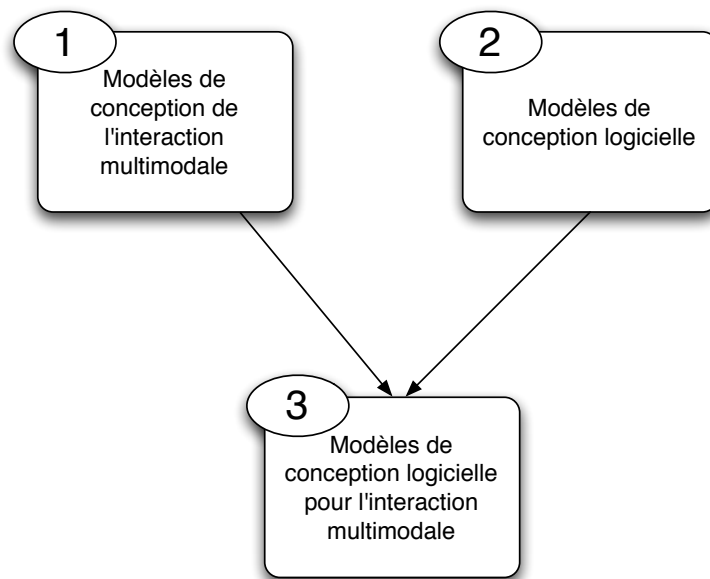 1
Modèles de
conception de
l'interaction
multimodale
2
Modèles de
conception logicielle
3
Modèles de
conception logicielle
pour l'interaction
multimodale